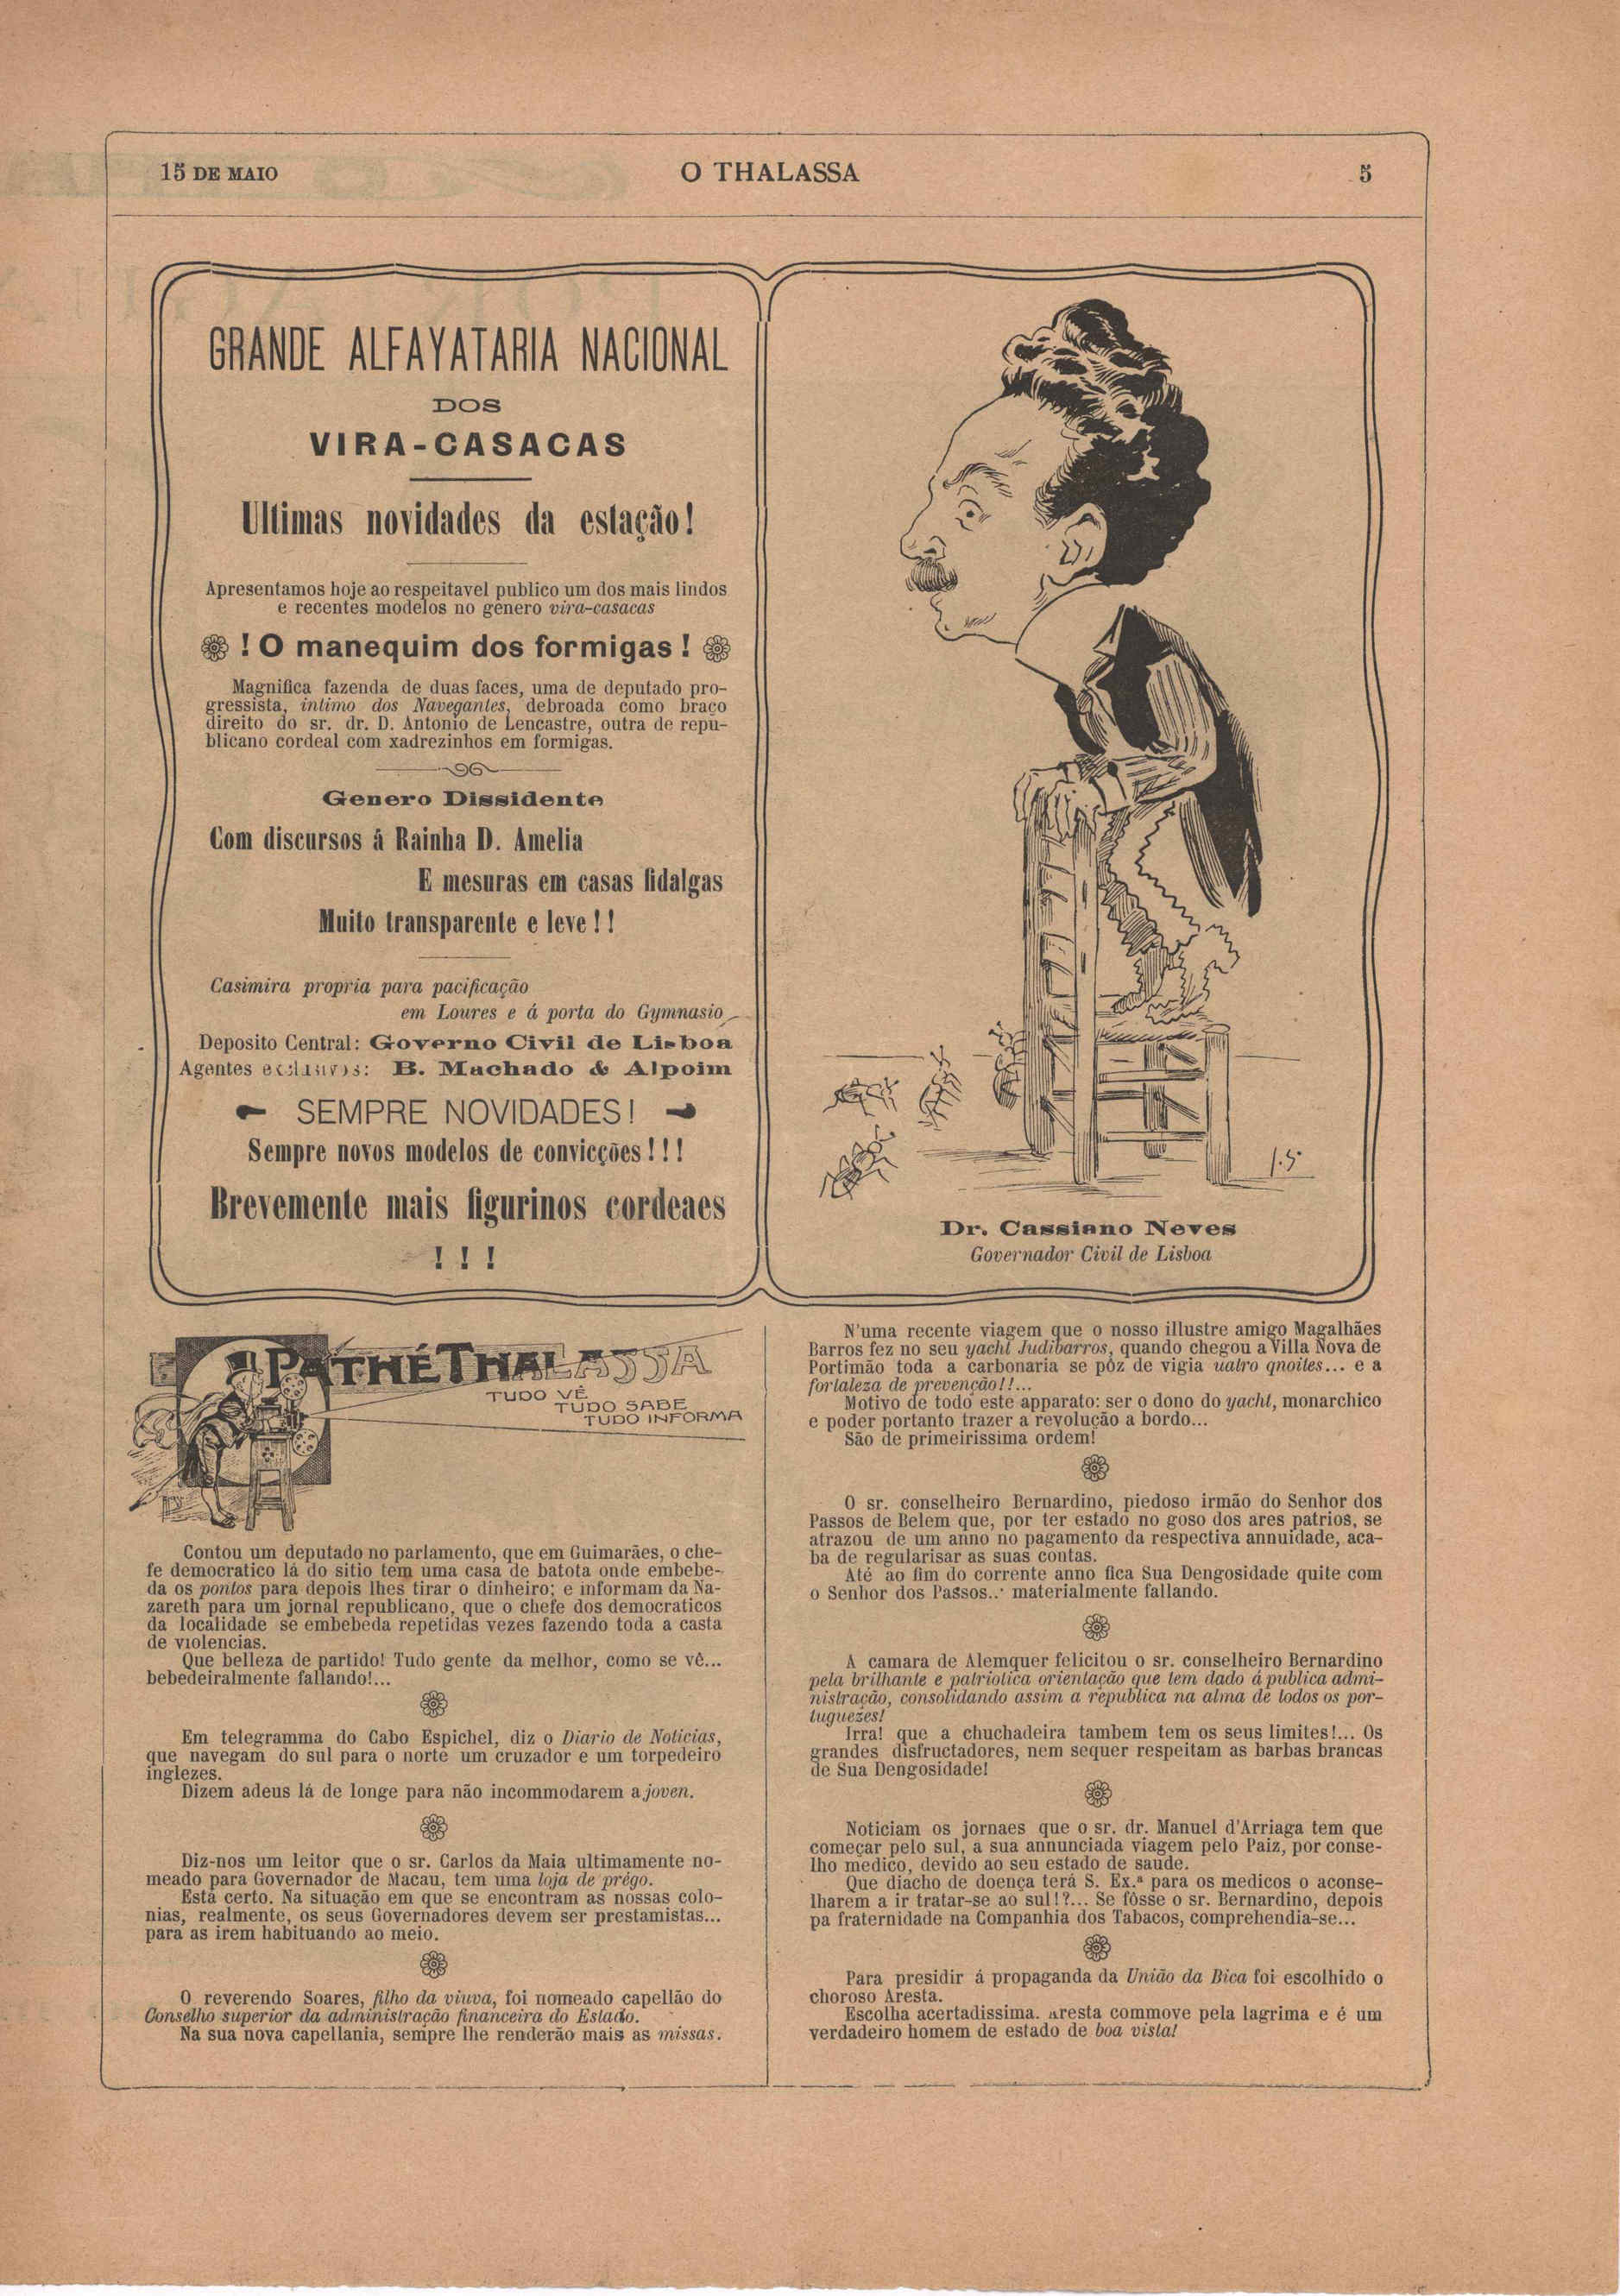 15 DE MAIO
O THALASSA
5
GRANDE ALFAYATARIA NACIONAL
DOS
VIRA-CASACAS
Ultimas novidades da estação!
Apresentamos hoje ao respeitavel publico um dos mais lindos
e recentes modelos no genero vira-casacas
! O manequim dos formigas !
Magnifica fazenda de duas faces, uma de deputado pro-
gressista, intimo dos Navegantes, debroada como braço
direito do sr. dr. D. Antonio de Lencastre, outra de repu-
blicano cordeal com xadrezinhos em formigas.
Genero Dissidente
Com discursos á Rainha D. Amelia
E mesuras em casas fidalgas
Muito transparente e leve!!
Casimira propria para pacificação
em Loures e á porta do Gymnasio
Deposito Central: Governo Civil de Lisboa
Agentes exclusivos: B. Machado & Alpoim
SEMPRE NOVIDADES!
Sempre novos modelos de convicções!!!
Brevemente mais figurinos cordeaes
!!!
J. S.
Dr. Cassiano Neves
Governador Civil de Lisboa
PATHÉ THALASSA
TUDO VÊ
TUDO SABE
TUDO INFORMA
Contou um deputado no parlamento, que em Guimarães, o che-
fe democratico lá do sitio tem uma casa de batota onde embebe-
da os pontos para depois lhes tirar o dinheiro; e informam da Na-
zareth para um jornal republicano, que o chefe dos democraticos
da localidade se embebeda repetidas vezes fazendo toda a casta
de violencias.
Que belleza de partido! Tudo gente da melhor, como se vê...
bebedeiralmente fallando!...
Em telegramma do Cabo Espichel, diz o Diario de Noticias,
que navegam do sul para o norte um cruzador e um torpedeiro
inglezes.
Dizem adeus lá de longe para não incommodarem a joven.
Diz-nos um leitor que o sr. Carlos da Maia ultimamente no-
meado para Governador de Macau, tem uma loja de prégo.
Está certo. Na situação em que se encontram as nossas colo-
nias, realmente, os seus Governadores devem ser prestamistas...
para as irem habituando ao meio.
O reverendo Soares, filho da viuva, foi nomeado capellão do
Conselho superior da administração financeira do Estado.
Na sua nova capellania, sempre lhe renderão mais as missas.
N'uma recente viagem que o nosso illustre amigo Magalhães
Barros fez no seu yacht Judibarros, quando chegou a Villa Nova de
Portimão toda a carbonaria se pôz de vigia uatro qnoites... e a
fortaleza de prevenção!!...
Motivo de todo este apparato: ser o dono do yacht, monarchico
e poder portanto trazer a revolução a bordo...
São de primeirissima ordem!
O sr. conselheiro Bernardino, piedoso irmão do Senhor dos
Passos de Belem que, por ter estado no goso dos ares patrios, se
atrazou de um anno no pagamento da respectiva annuidade, aca-
ba de regularisar as suas contas.
Até ao fim do corrente anno fica Sua Dengosidade quite com
o Senhor dos Passos... materialmente fallando.
A camara de Alemquer felicitou o sr. conselheiro Bernardino
pela brilhante e patriotica orientação que tem dado á publica admi-
nistração, consolidando assim a republica na alma de todos os por-
tuguezes!
Irra! que a chuchadeira tambem tem os seus limites!... Os
grandes disfructadores, nem sequer respeitam as barbas brancas
de Sua Dengosidade!
Noticiam os jornaes que o sr. dr. Manuel d'Arriaga tem que
começar pelo sul, a sua annunciada viagem pelo Paiz, por conse-
lho medico, devido ao seu estado de saude.
Que diacho de doença terá S. Ex.ª para os medicos o aconse-
lharem a ir tratar-se ao sul!?... Se fôsse o sr. Bernardino, depois
pa fraternidade na Companhia dos Tabacos, comprehendia-se...
Para presidir á propaganda da União da Bica foi escolhido o
choroso Aresta.
Escolha acertadissima. Aresta commove pela lagrima e é um
verdadeiro homem de estado de boa vista!